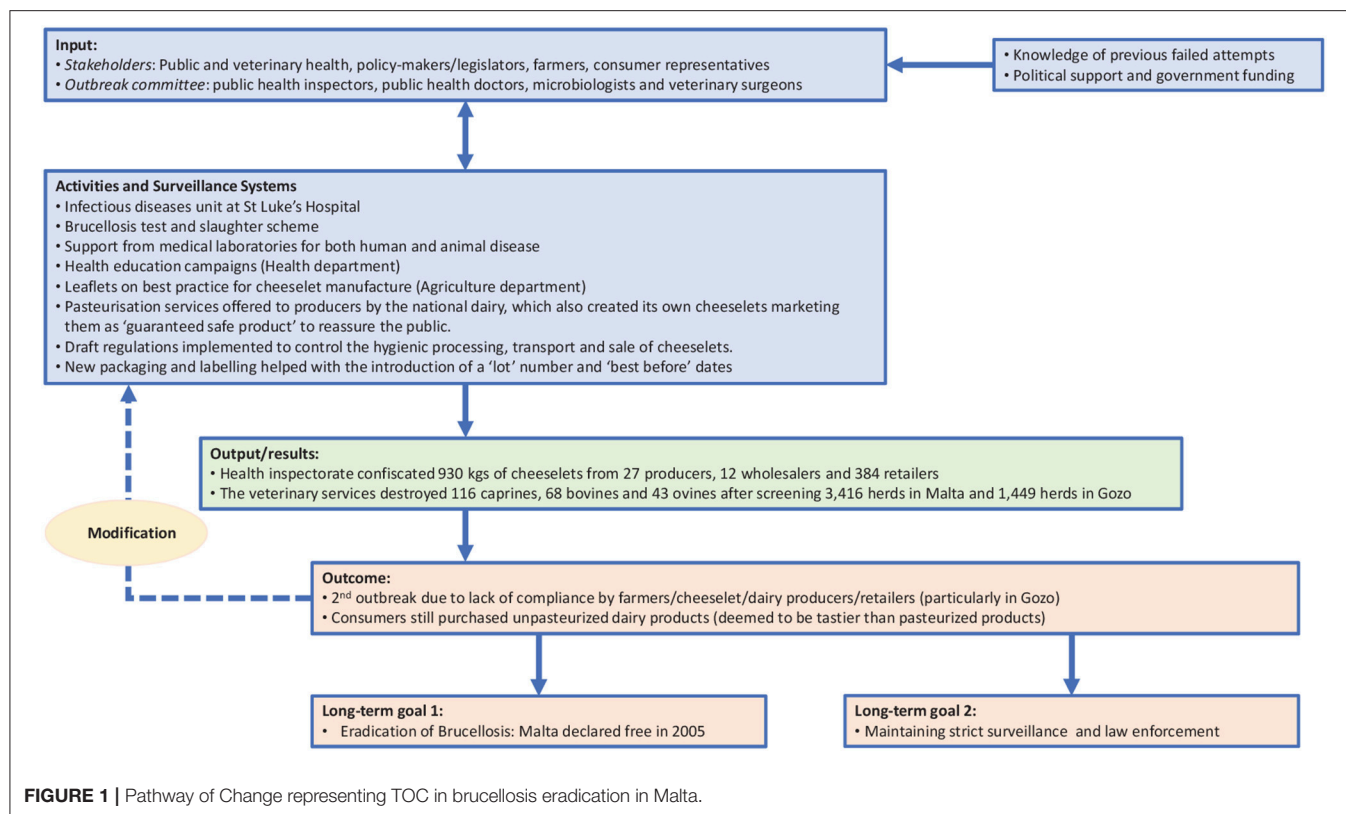 Input:
• Stakeholders: Public and veterinary health, policy-makers/legislators, farmers, consumer representatives
• Outbreak committee: public health inspectors, public health doctors, microbiologists and veterinary surgeons
• Knowledge of previous failed attempts
• Political support and government funding
Activities and Surveillance Systems
• Infectious diseases unit at St Luke's Hospital
• Brucellosis test and slaughter scheme
• Support from medical laboratories for both human and animal disease
• Health education campaigns (Health department)
• Leaflets on best practice for cheeselet manufacture (Agriculture department)
• Pasteurisation services offered to producers by the national dairy, which also created its own cheeselets marketing
them as 'guaranteed safe product' to reassure the public.
• Draft regulations implemented to control the hygienic processing, transport and sale of cheeselets.
• New packaging and labelling helped with the introduction of a 'lot' number and 'best before' dates
Output/results:
• Health inspectorate confiscated 930 kgs of cheeselets from 27 producers, 12 wholesalers and 384 retailers
• The veterinary services destroyed 116 caprines, 68 bovines and 43 ovines after screening 3,416 herds in Malta and 1,449 herds in Gozo
Modification
Outcome:
• 2nd outbreak due to lack of compliance by farmers/cheeselet/dairy producers/retailers (particularly in Gozo)
• Consumers still purchased unpasteurized dairy products (deemed to be tastier than pasteurized products)
Long-term goal 1:
• Eradication of Brucellosis: Malta declared free in 2005
Long-term goal 2:
• Maintaining strict surveillance and law enforcement
FIGURE 1 | Pathway of Change representing TOC in brucellosis eradication in Malta.